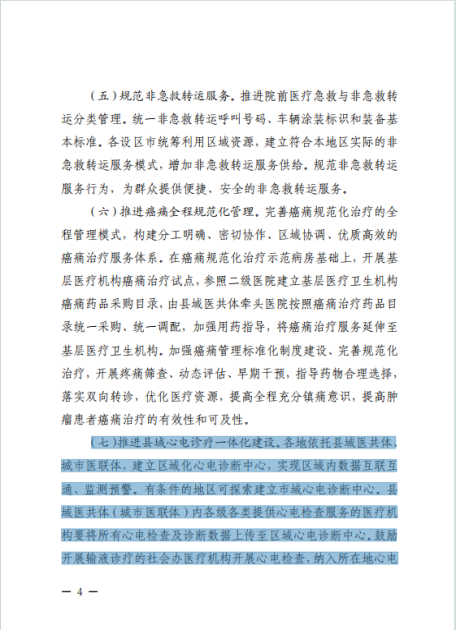 （五）规范非急救转运服务。推进院前医疗急救与非急救转
运分类管理。统一非急救转运呼叫号码、车辆涂装标识和装备基
本标准。各设区市统筹利用区域资源，建立符合本地区实际的非
急救转运服务模式，增加非急救转运服务供给。规范非急救转运
服务行为，为群众提供便捷、安全的非急救转运服务。
（六）推进癌痛全程规范化管理。完善癌痛规范化治疗的全
程管理模式，构建分工明确、密切协作、区域协调、优质高效的
癌痛治疗服务体系。在癌痛规范化治疗示范病房基础上，开展基
层医疗机构癌痛治疗试点，参照二级医院建立基层医疗卫生机构
癌痛药品采购目录，由县域医共体牵头医院按照癌痛治疗药品目
录统一采购、统一调配，加强用药指导，将癌痛治疗服务延伸至
基层医疗卫生机构。加强癌痛管理标准化制度建设、完善规范化
治疗，开展疼痛筛查、动态评估、早期干预，指导药物合理选择，
落实双向转诊，优化医疗资源，提高全程充分镇痛意识，提高肿
瘤患者癌痛治疗的有效性和可及性。
（七）推进县域心电诊疗一体化建设。各地依托县域医共体、
城市医联体，建立区域化心电诊断中心，实现区域内数据互联互
通、监测预警。有条件的地区可探索建立市域心电诊断中心。县
域医共体（城市医联体）内各级各类提供心电检查服务的医疗机
构要将所有心电检查及诊断数据上传至区域心电诊断中心。鼓励
开展输液诊疗的社会办医疗机构开展心电检查，纳入所在地心电
— 4 —